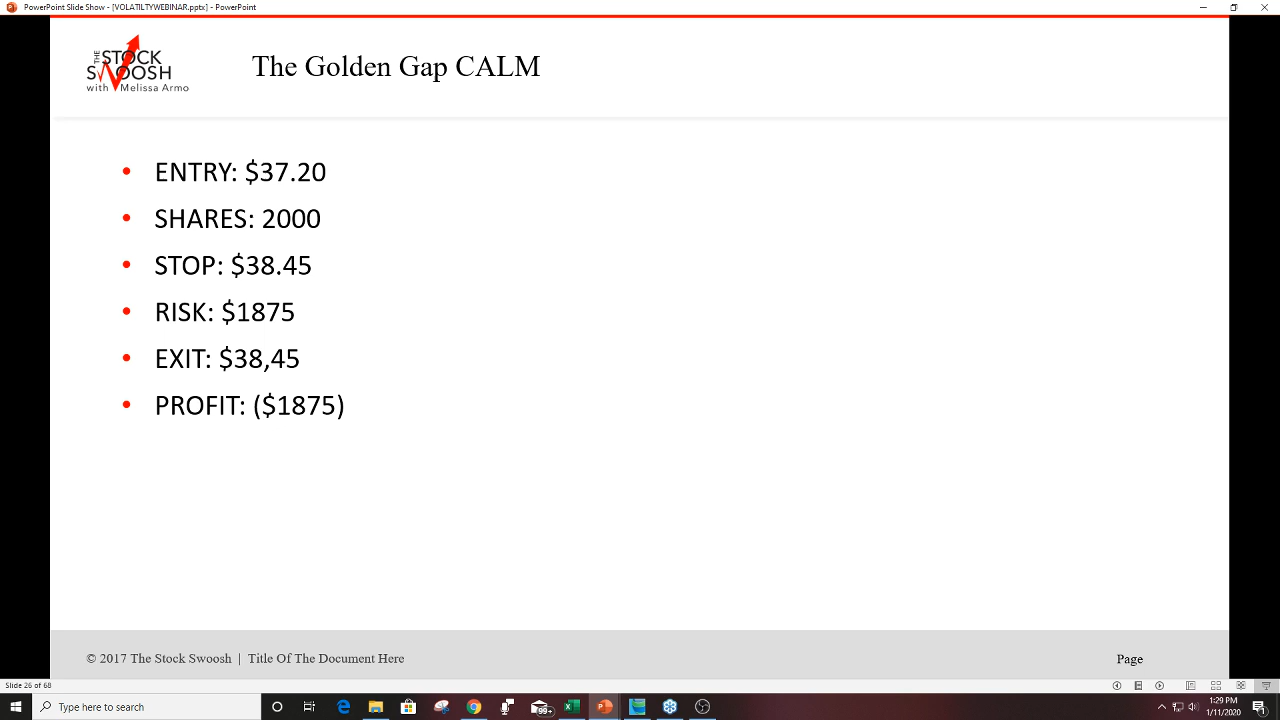 PowerPoint Slide Show - [VOLATILTYWEBINAR.pptx] - PowerPoint
THE STOCK
SWOOSH
with Melissa Armo
The Golden Gap CALM
• ENTRY: $37.20
• SHARES: 2000
• STOP: $38.45
• RISK: $1875
• EXIT: $38,45
• PROFIT: ($1875)
© 2017 The Stock Swoosh | Title Of The Document Here
Page
Slide 26 of 68
Type here to search
99+
1:29 PM
1/11/2020
1